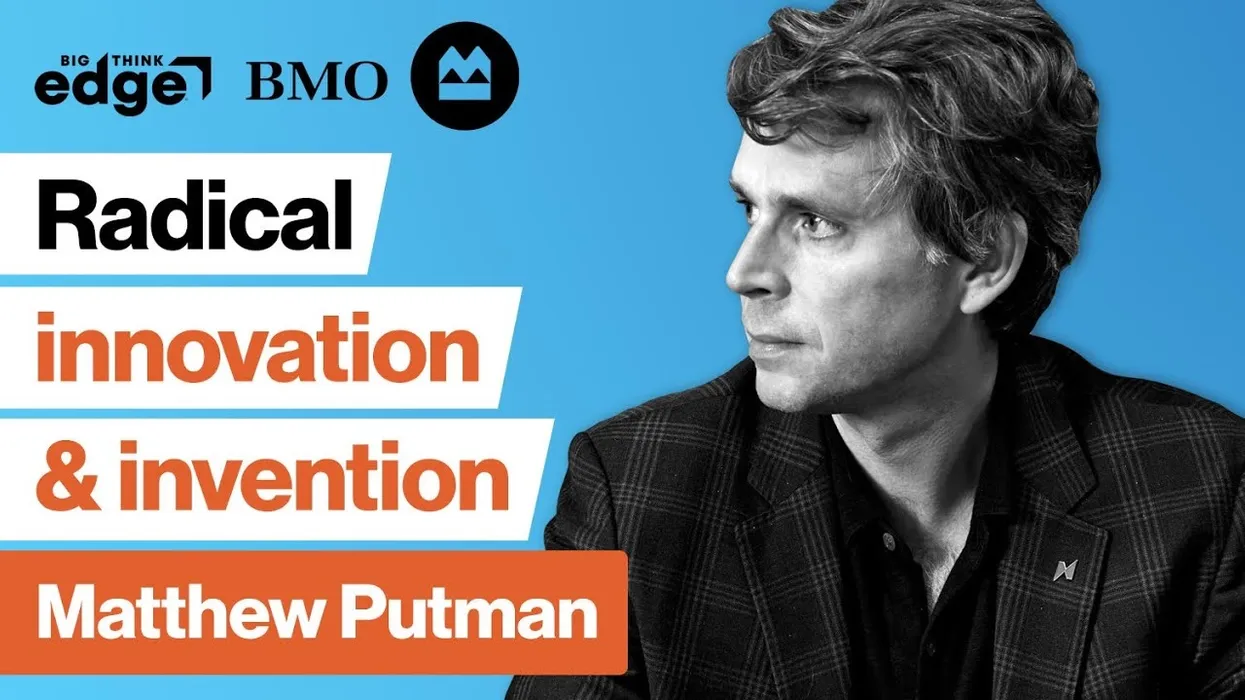 BIG THINK
edge
BMO
Radical
innovation
& invention
Matthew Putman